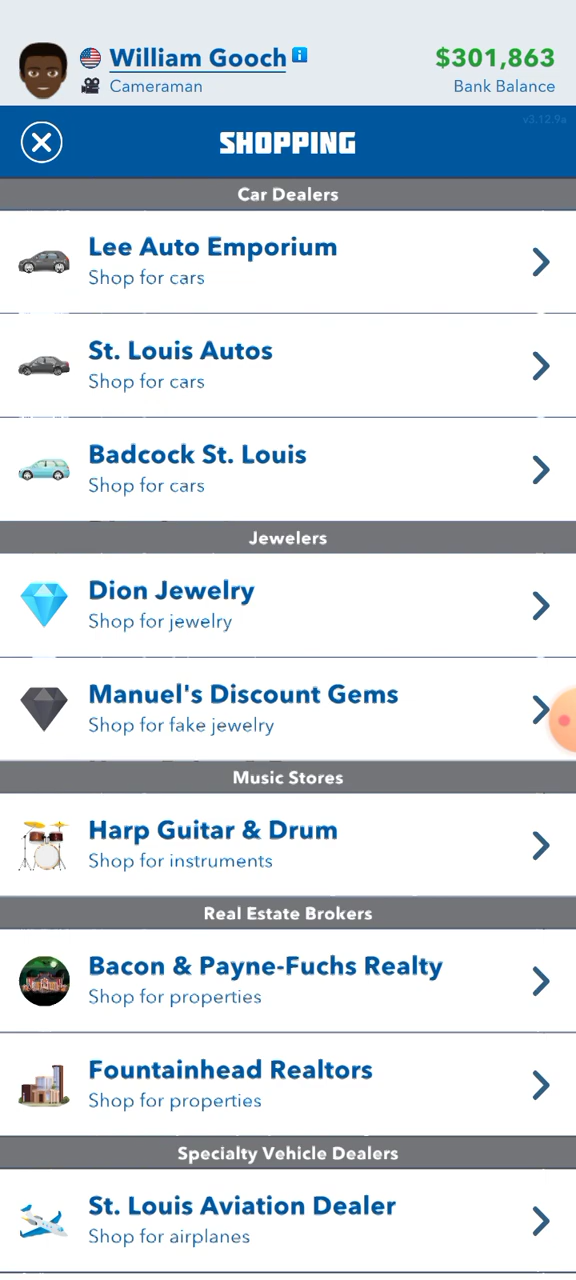 William Gooch
$301,863
Cameraman
Bank Balance
v3.12.9a
SHOPPING
Car Dealers
Lee Auto Emporium
Shop for cars
St. Louis Autos
Shop for cars
Badcock St. Louis
Shop for cars
Jewelers
Dion Jewelry
Shop for jewelry
Manuel's Discount Gems
Shop for fake jewelry
Music Stores
Harp Guitar & Drum
Shop for instruments
Real Estate Brokers
Bacon & Payne-Fuchs Realty
Shop for properties
Fountainhead Realtors
Shop for properties
Specialty Vehicle Dealers
St. Louis Aviation Dealer
Shop for airplanes